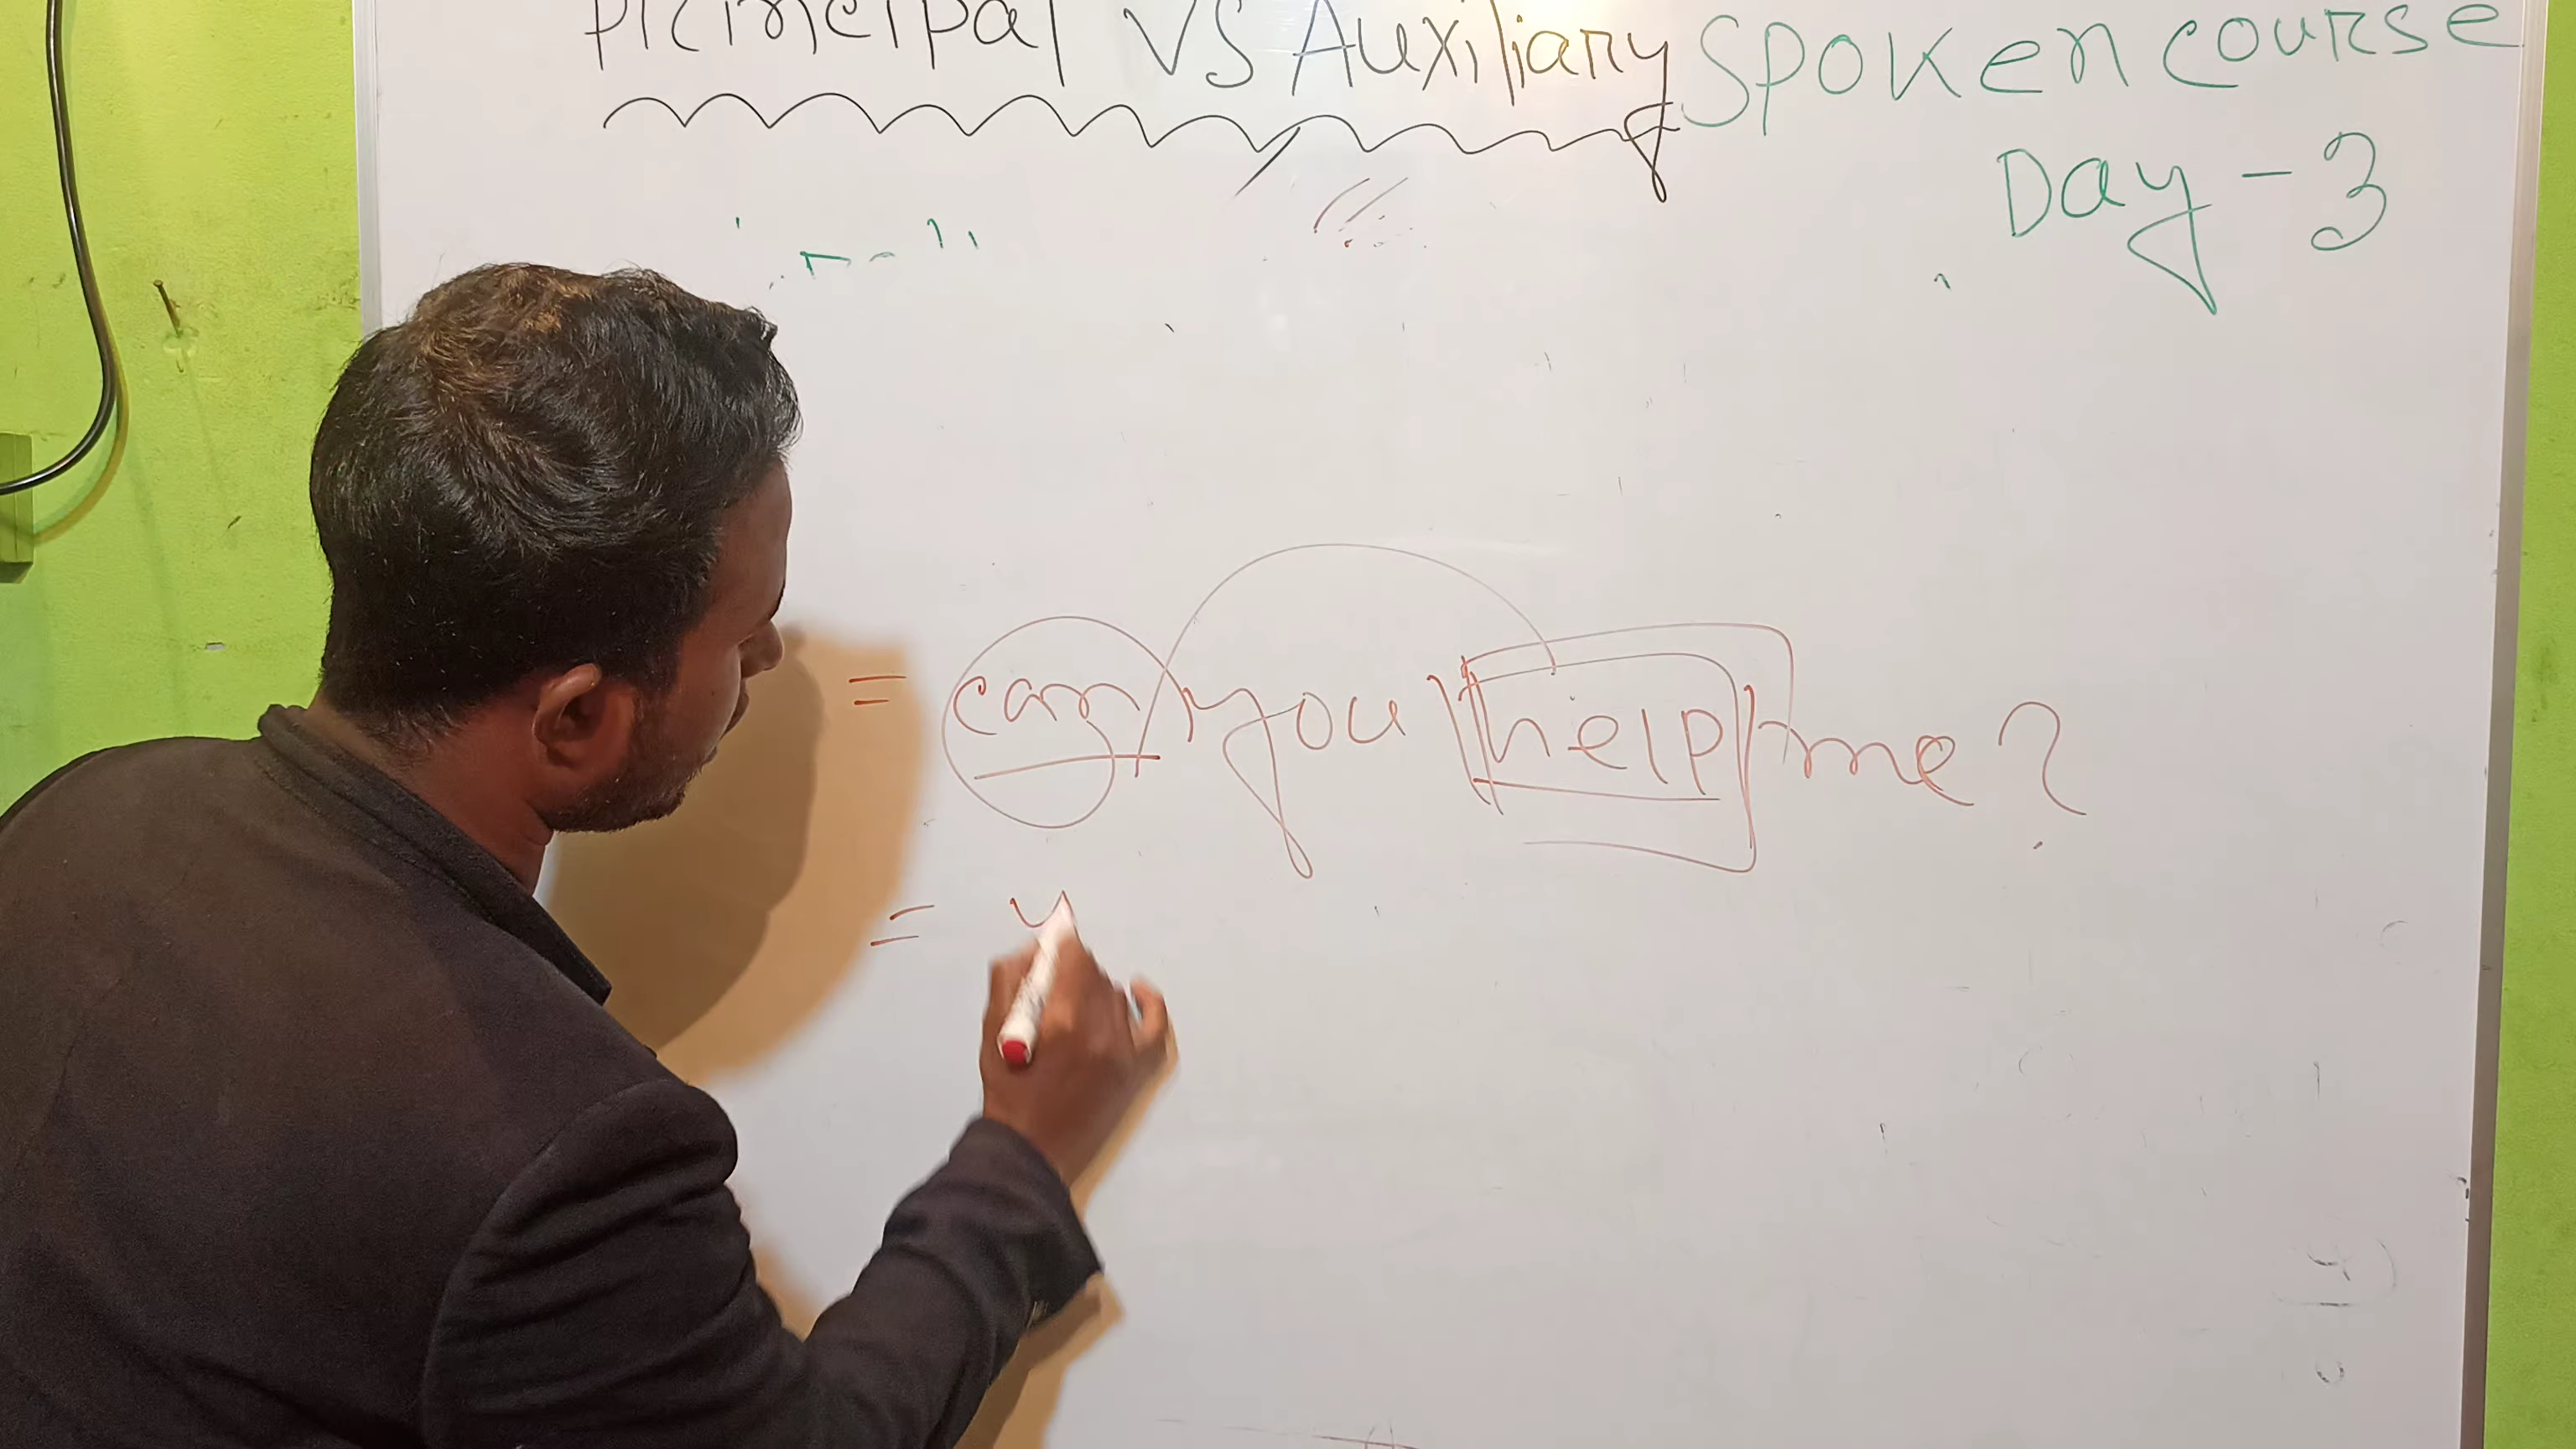 Principal VS Auxiliary
Spoken course
Day - 3
= can you help me?
= y